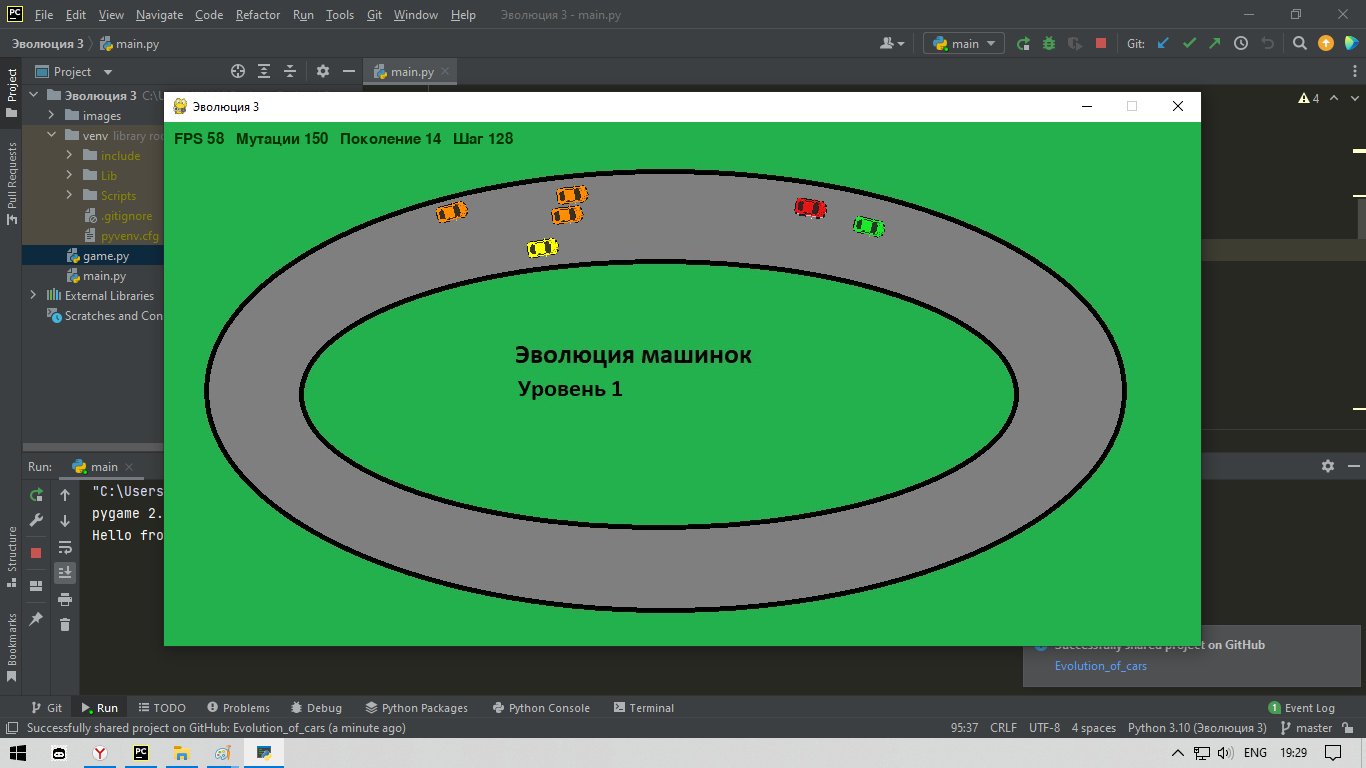 PC File Edit View Navigate Code Refactor Run Tools Git Window Help Эволюция 3 - main.py
Эволюция 3 main.py main Git:
Project main.py
Эволюция 3 C:\U 4
images
venv library roo
include
Lib
Scripts
.gitignore
pyvenv.cfg
game.py
main.py
External Libraries
Scratches and Con
Project
Pull Requests
Structure
Bookmarks
Эволюция 3
FPS 58 Мутации 150 Поколение 14 Шаг 128
Эволюция машинок
Уровень 1
Run: main
"C:\Users
pygame 2.
Hello fro
Successfully shared project on GitHub
Evolution_of_cars
Git Run TODO Problems Debug Python Packages Python Console Terminal 1 Event Log
Successfully shared project on GitHub: Evolution_of_cars (a minute ago) 95:37 CRLF UTF-8 4 spaces Python 3.10 (Эволюция 3) master
PC ENG 19:29